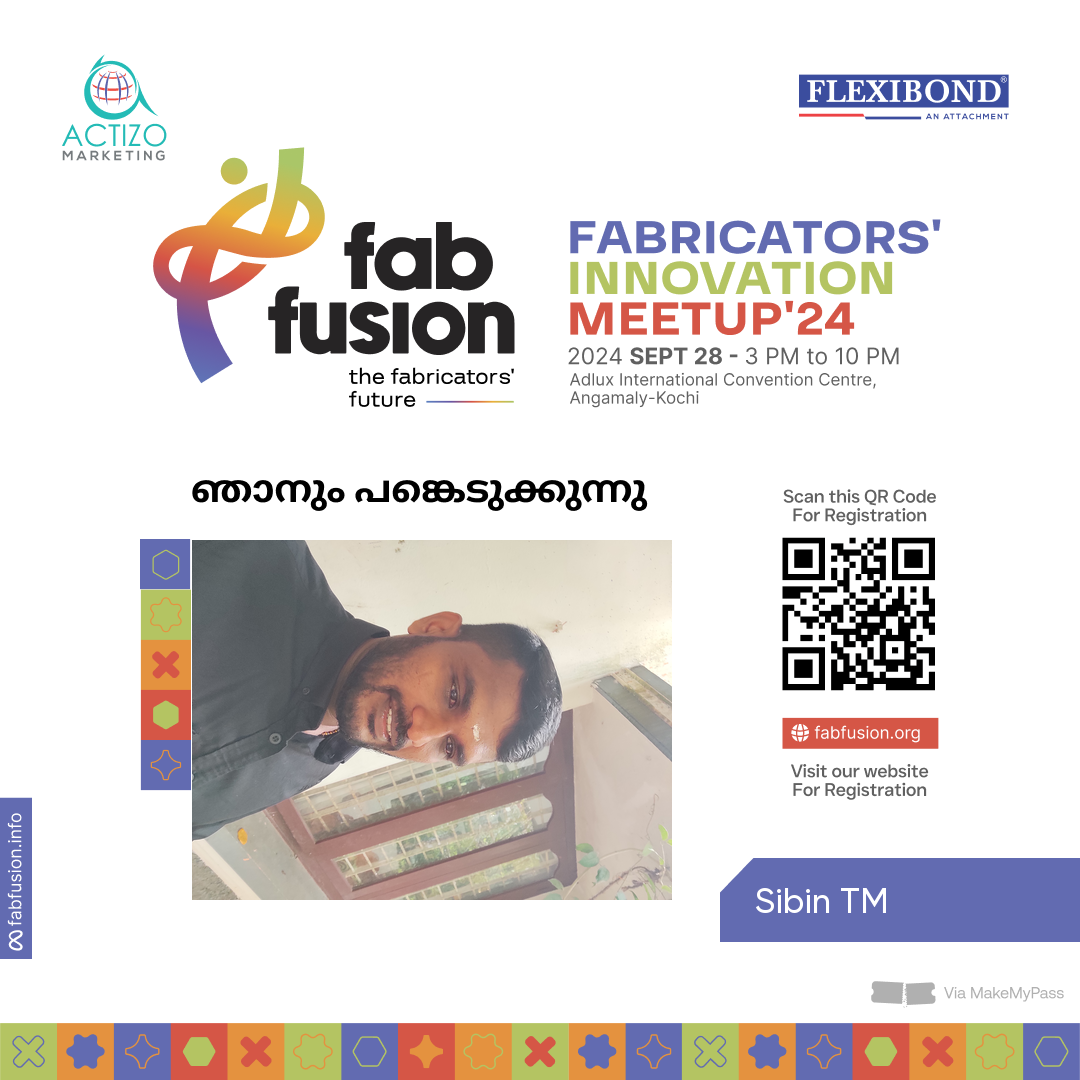 ACTIZO
MARKETING
FLEXIBOND®
AN ATTACHMENT
fab
fusion
the fabricators'
future
FABRICATORS'
INNOVATION
MEETUP'24
2024 SEPT 28 - 3 PM to 10 PM
Adlux International Convention Centre,
Angamaly-Kochi
ഞാനും പങ്കെടുക്കുന്നു
Scan this QR Code
For Registration
fabfusion.org
Visit our website
For Registration
fabfusion.info
Sibin TM
Via MakeMyPass